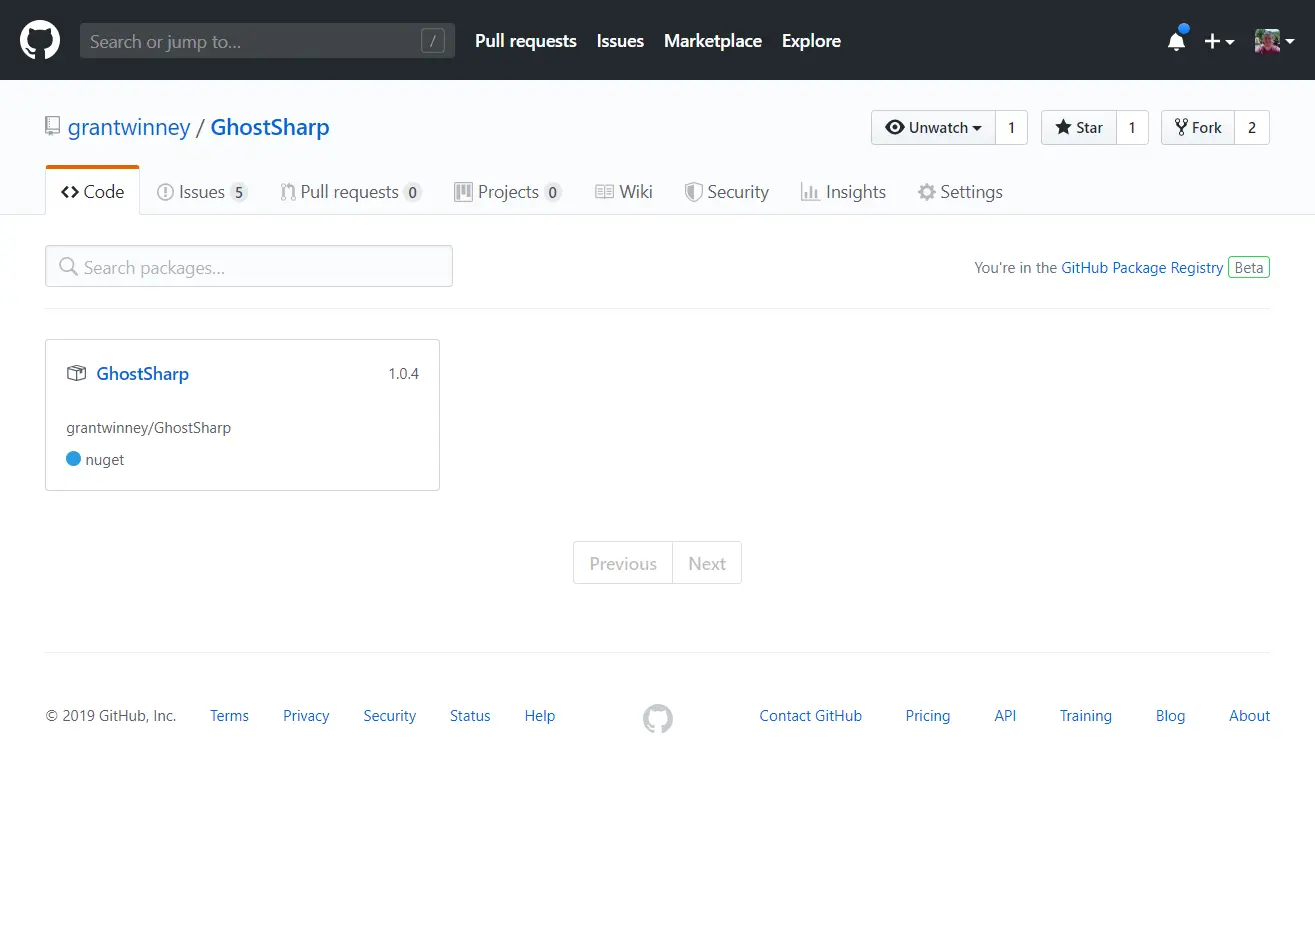 Search or jump to... / Pull requests Issues Marketplace Explore
grantwinney / GhostSharp Unwatch 1 Star 1 Fork 2
Code Issues 5 Pull requests 0 Projects 0 Wiki Security Insights Settings
Search packages... You're in the GitHub Package Registry Beta
GhostSharp 1.0.4
grantwinney/GhostSharp
nuget
Previous Next
© 2019 GitHub, Inc. Terms Privacy Security Status Help Contact GitHub Pricing API Training Blog About